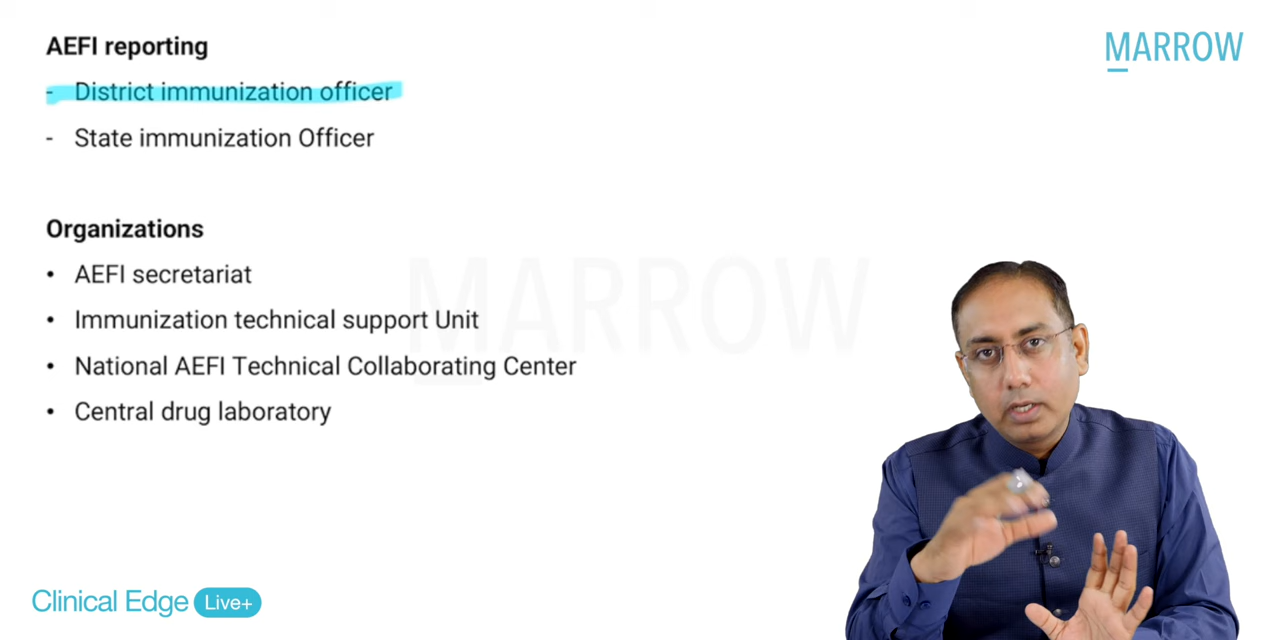 AEFI reporting
- District immunization officer
- State immunization Officer
Organizations
• AEFI secretariat
• Immunization technical support Unit
• National AEFI Technical Collaborating Center
• Central drug laboratory
MARROW
MARROW
Clinical Edge Live+